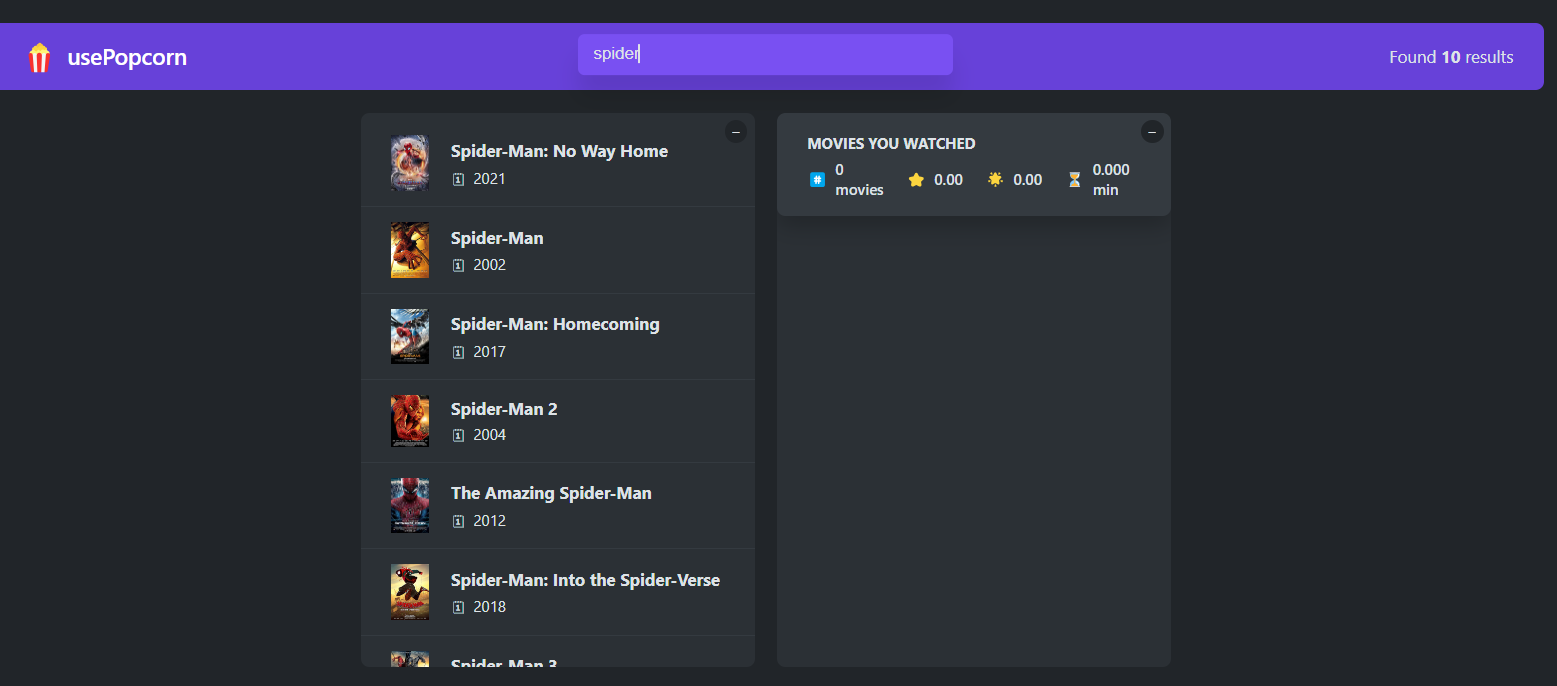 usePopcorn
spider
Found 10 results
–
Spider-Man: No Way Home
2021
Spider-Man
2002
Spider-Man: Homecoming
2017
Spider-Man 2
2004
The Amazing Spider-Man
2012
Spider-Man: Into the Spider-Verse
2018
Spider-Man 3
–
MOVIES YOU WATCHED
#️⃣ 0 movies
⭐️ 0.00
🌟 0.00
⏳ 0.000 min